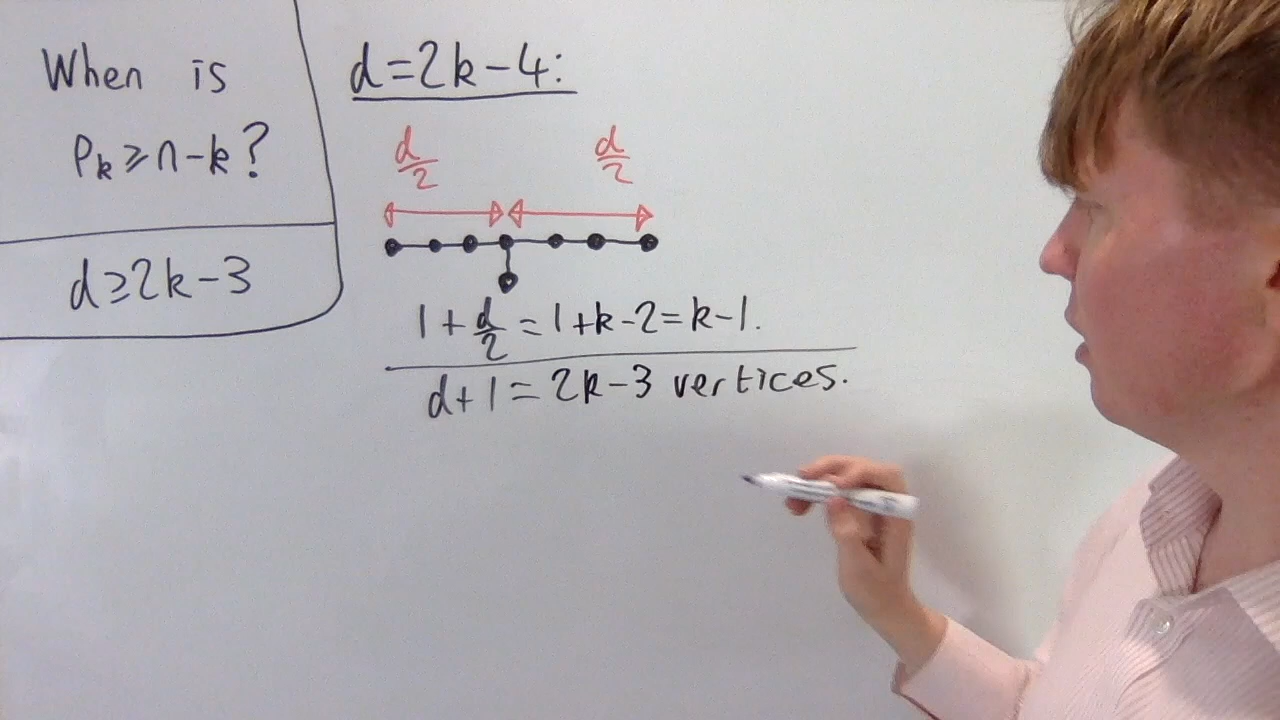 When is
Pk ≥ n-k?
d ≥ 2k-3
d=2k-4:
d/2 d/2
1 + d/2 = 1+k-2 = k-1.
d+1 = 2k-3 vertices.